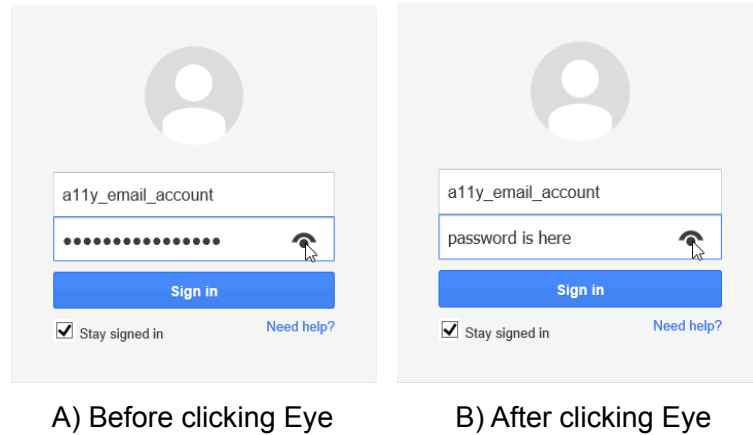 a11y_email_account
••••••••••••••••
Sign in
Stay signed in
Need help?
A) Before clicking Eye
a11y_email_account
password is here
Sign in
Stay signed in
Need help?
B) After clicking Eye